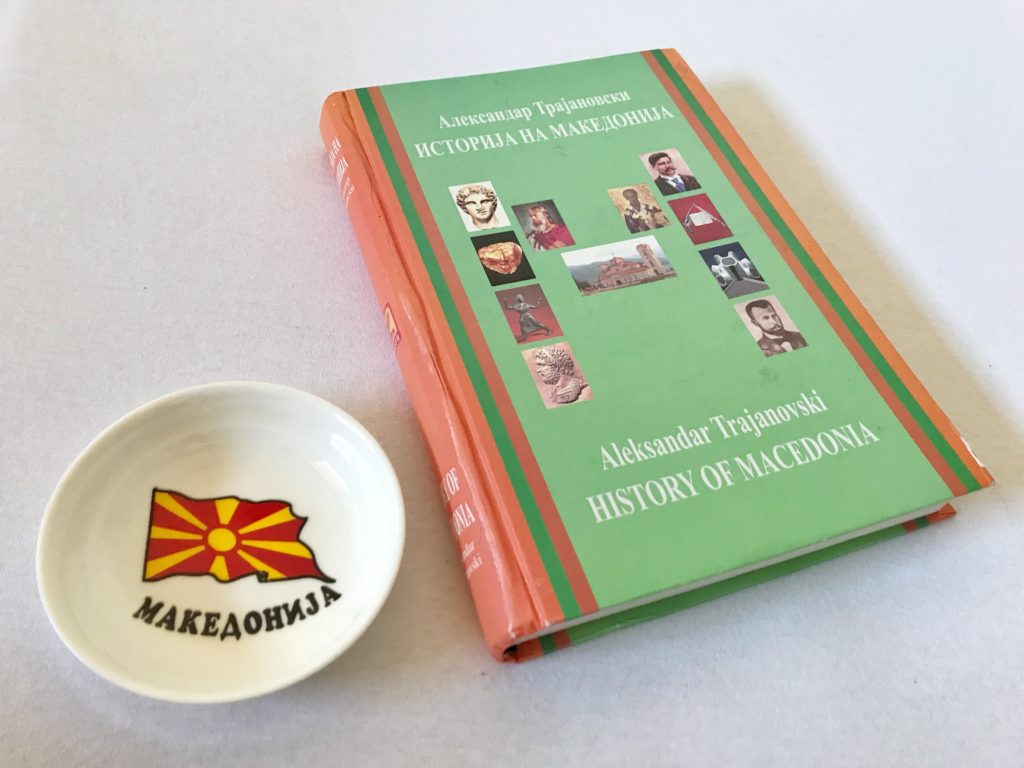 Александар Трајановски
ИСТОРИЈА НА МАКЕДОНИЈА
Aleksandar Trajanovski
HISTORY OF MACEDONIA
МАКЕДОНИЈА